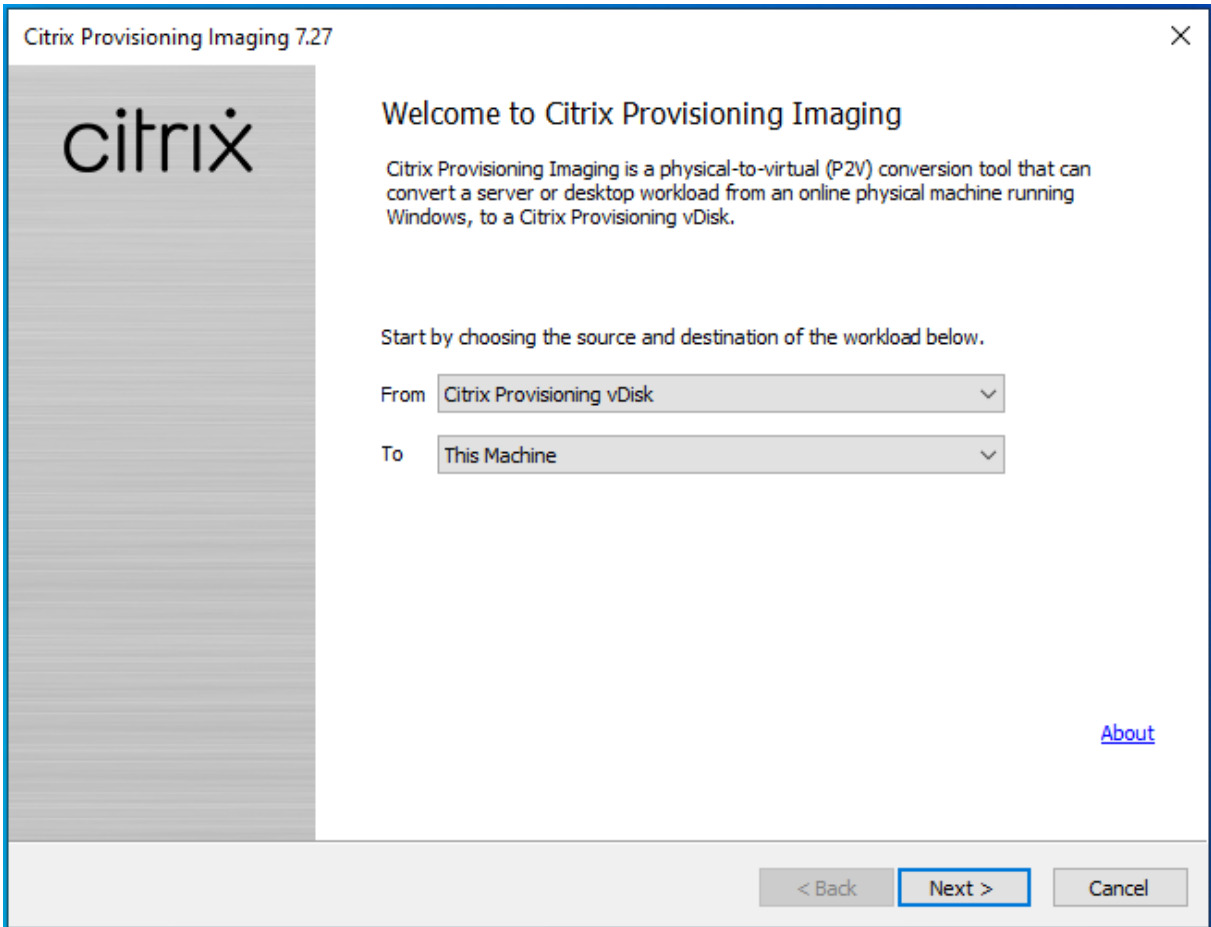 Citrix Provisioning Imaging 7.27
citrix
Welcome to Citrix Provisioning Imaging
Citrix Provisioning Imaging is a physical-to-virtual (P2V) conversion tool that can
convert a server or desktop workload from an online physical machine running
Windows, to a Citrix Provisioning vDisk.
Start by choosing the source and destination of the workload below.
From Citrix Provisioning vDisk
To This Machine
About
< Back Next > Cancel